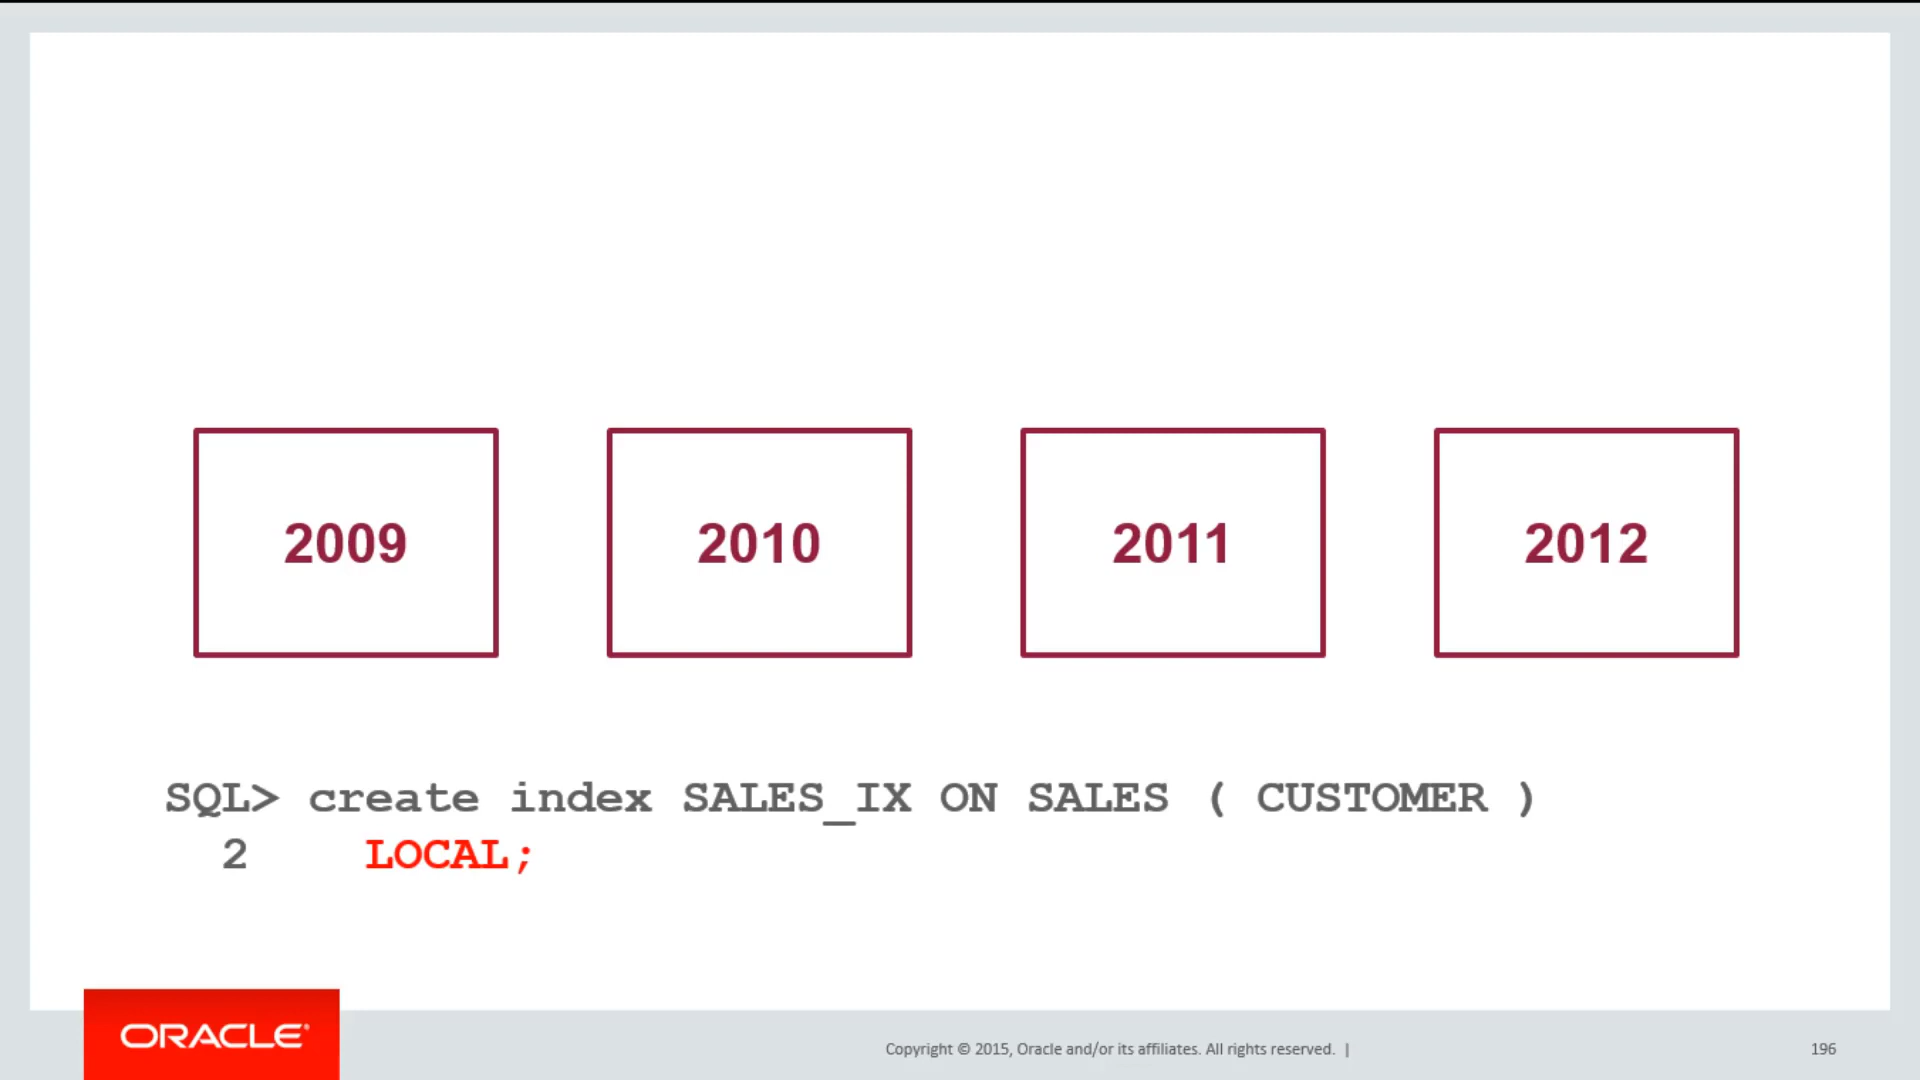 2009 2010 2011 2012
SQL> create index SALES_IX ON SALES ( CUSTOMER )
2 LOCAL;
ORACLE®
Copyright © 2015, Oracle and/or its affiliates. All rights reserved. | 196